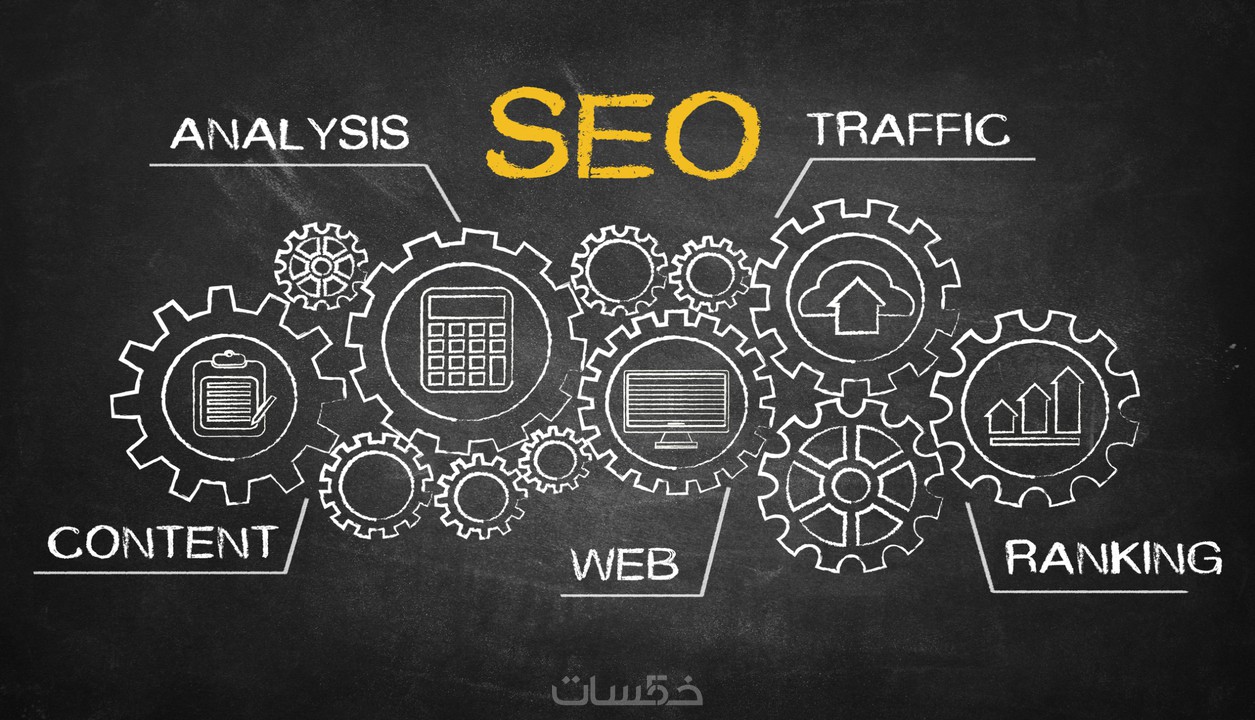 SEO
ANALYSIS
TRAFFIC
CONTENT
WEB
RANKING
خمسات